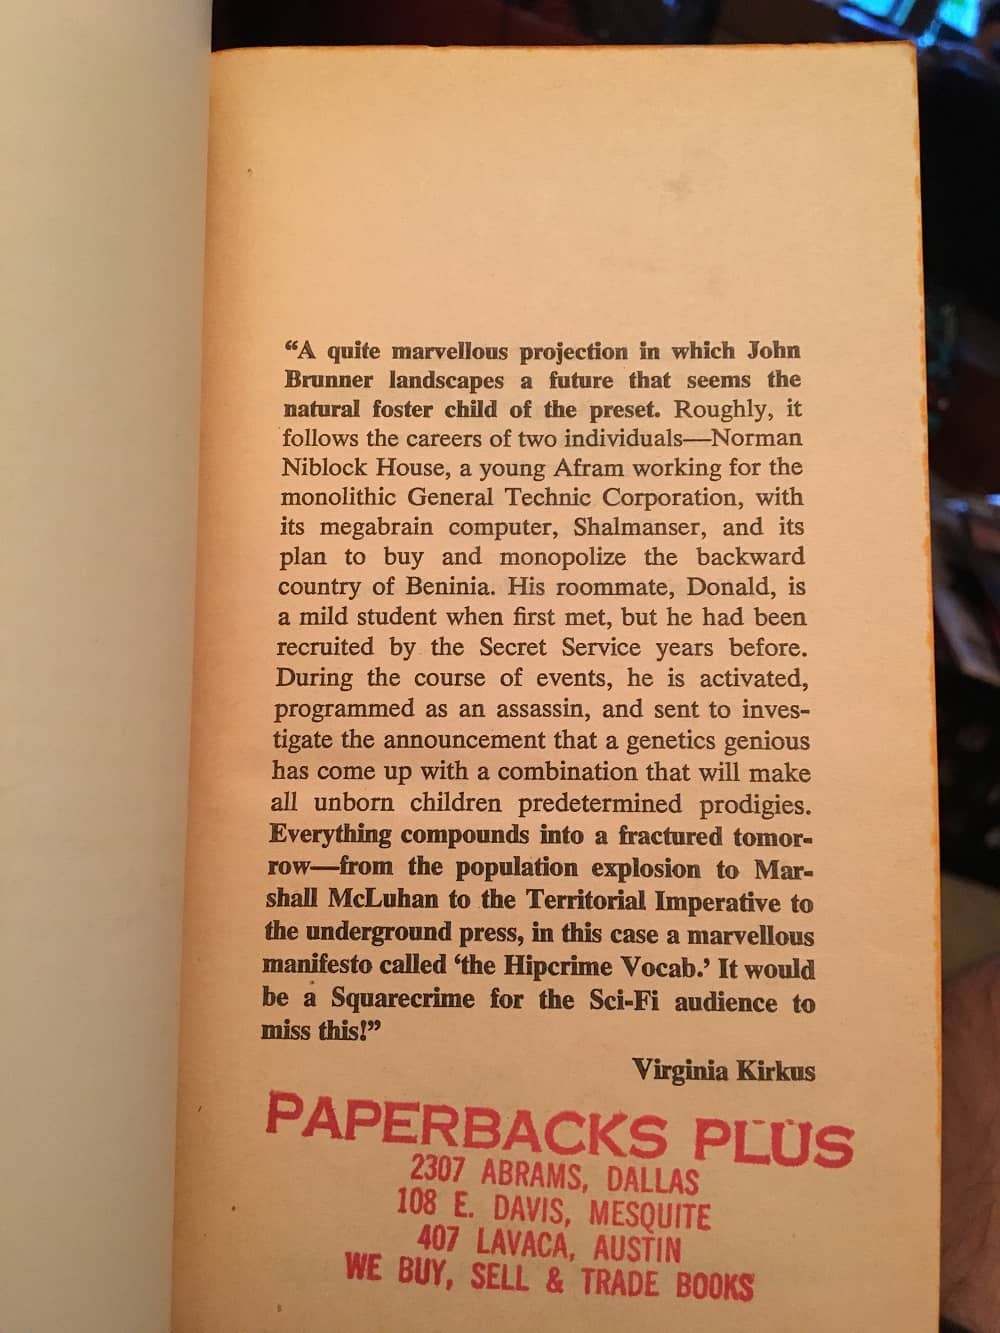 “A quite marvellous projection in which John
Brunner landscapes a future that seems the
natural foster child of the preset. Roughly, it
follows the careers of two individuals—Norman
Niblock House, a young Afram working for the
monolithic General Technic Corporation, with
its megabrain computer, Shalmanser, and its
plan to buy and monopolize the backward
country of Beninia. His roommate, Donald, is
a mild student when first met, but he had been
recruited by the Secret Service years before.
During the course of events, he is activated,
programmed as an assassin, and sent to inves-
tigate the announcement that a genetics genious
has come up with a combination that will make
all unborn children predetermined prodigies.
Everything compounds into a fractured tomor-
row—from the population explosion to Mar-
shall McLuhan to the Territorial Imperative to
the underground press, in this case a marvellous
manifesto called ‘the Hipcrime Vocab.’ It would
be a Squarecrime for the Sci-Fi audience to
miss this!”
Virginia Kirkus
PAPERBACKS PLUS
2307 ABRAMS, DALLAS
108 E. DAVIS, MESQUITE
407 LAVACA, AUSTIN
WE BUY, SELL & TRADE BOOKS